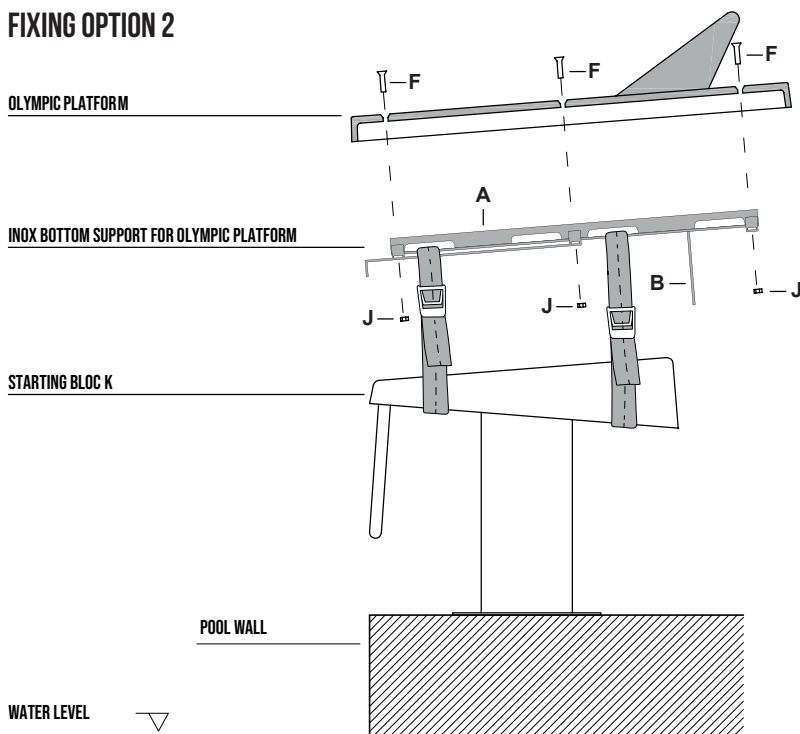 FIXING OPTION 2
F
F
F
OLYMPIC PLATFORM
A
INOX BOTTOM SUPPORT FOR OLYMPIC PLATFORM
B
J
J
J
STARTING BLOC K
POOL WALL
WATER LEVEL